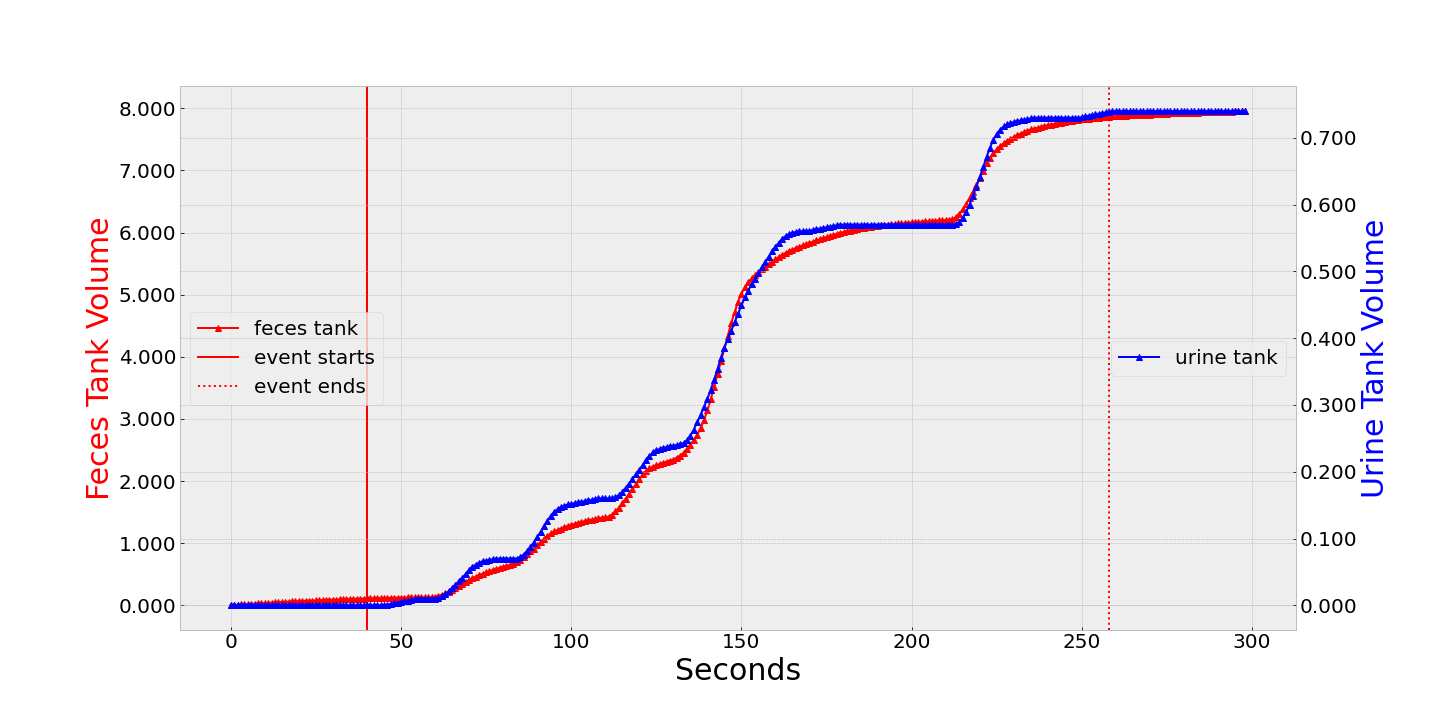 8.000
7.000
6.000
5.000
4.000
3.000
2.000
1.000
0.000
Feces Tank Volume
feces tank
event starts
event ends
urine tank
0.700
0.600
0.500
0.400
0.300
0.200
0.100
0.000
Urine Tank Volume
0 50 100 150 200 250 300
Seconds